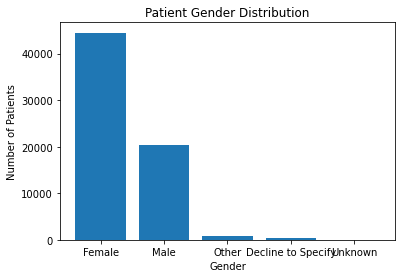 Patient Gender Distribution
Number of Patients
40000
30000
20000
10000
0
Female Male Other Decline to Specify Unknown
Gender